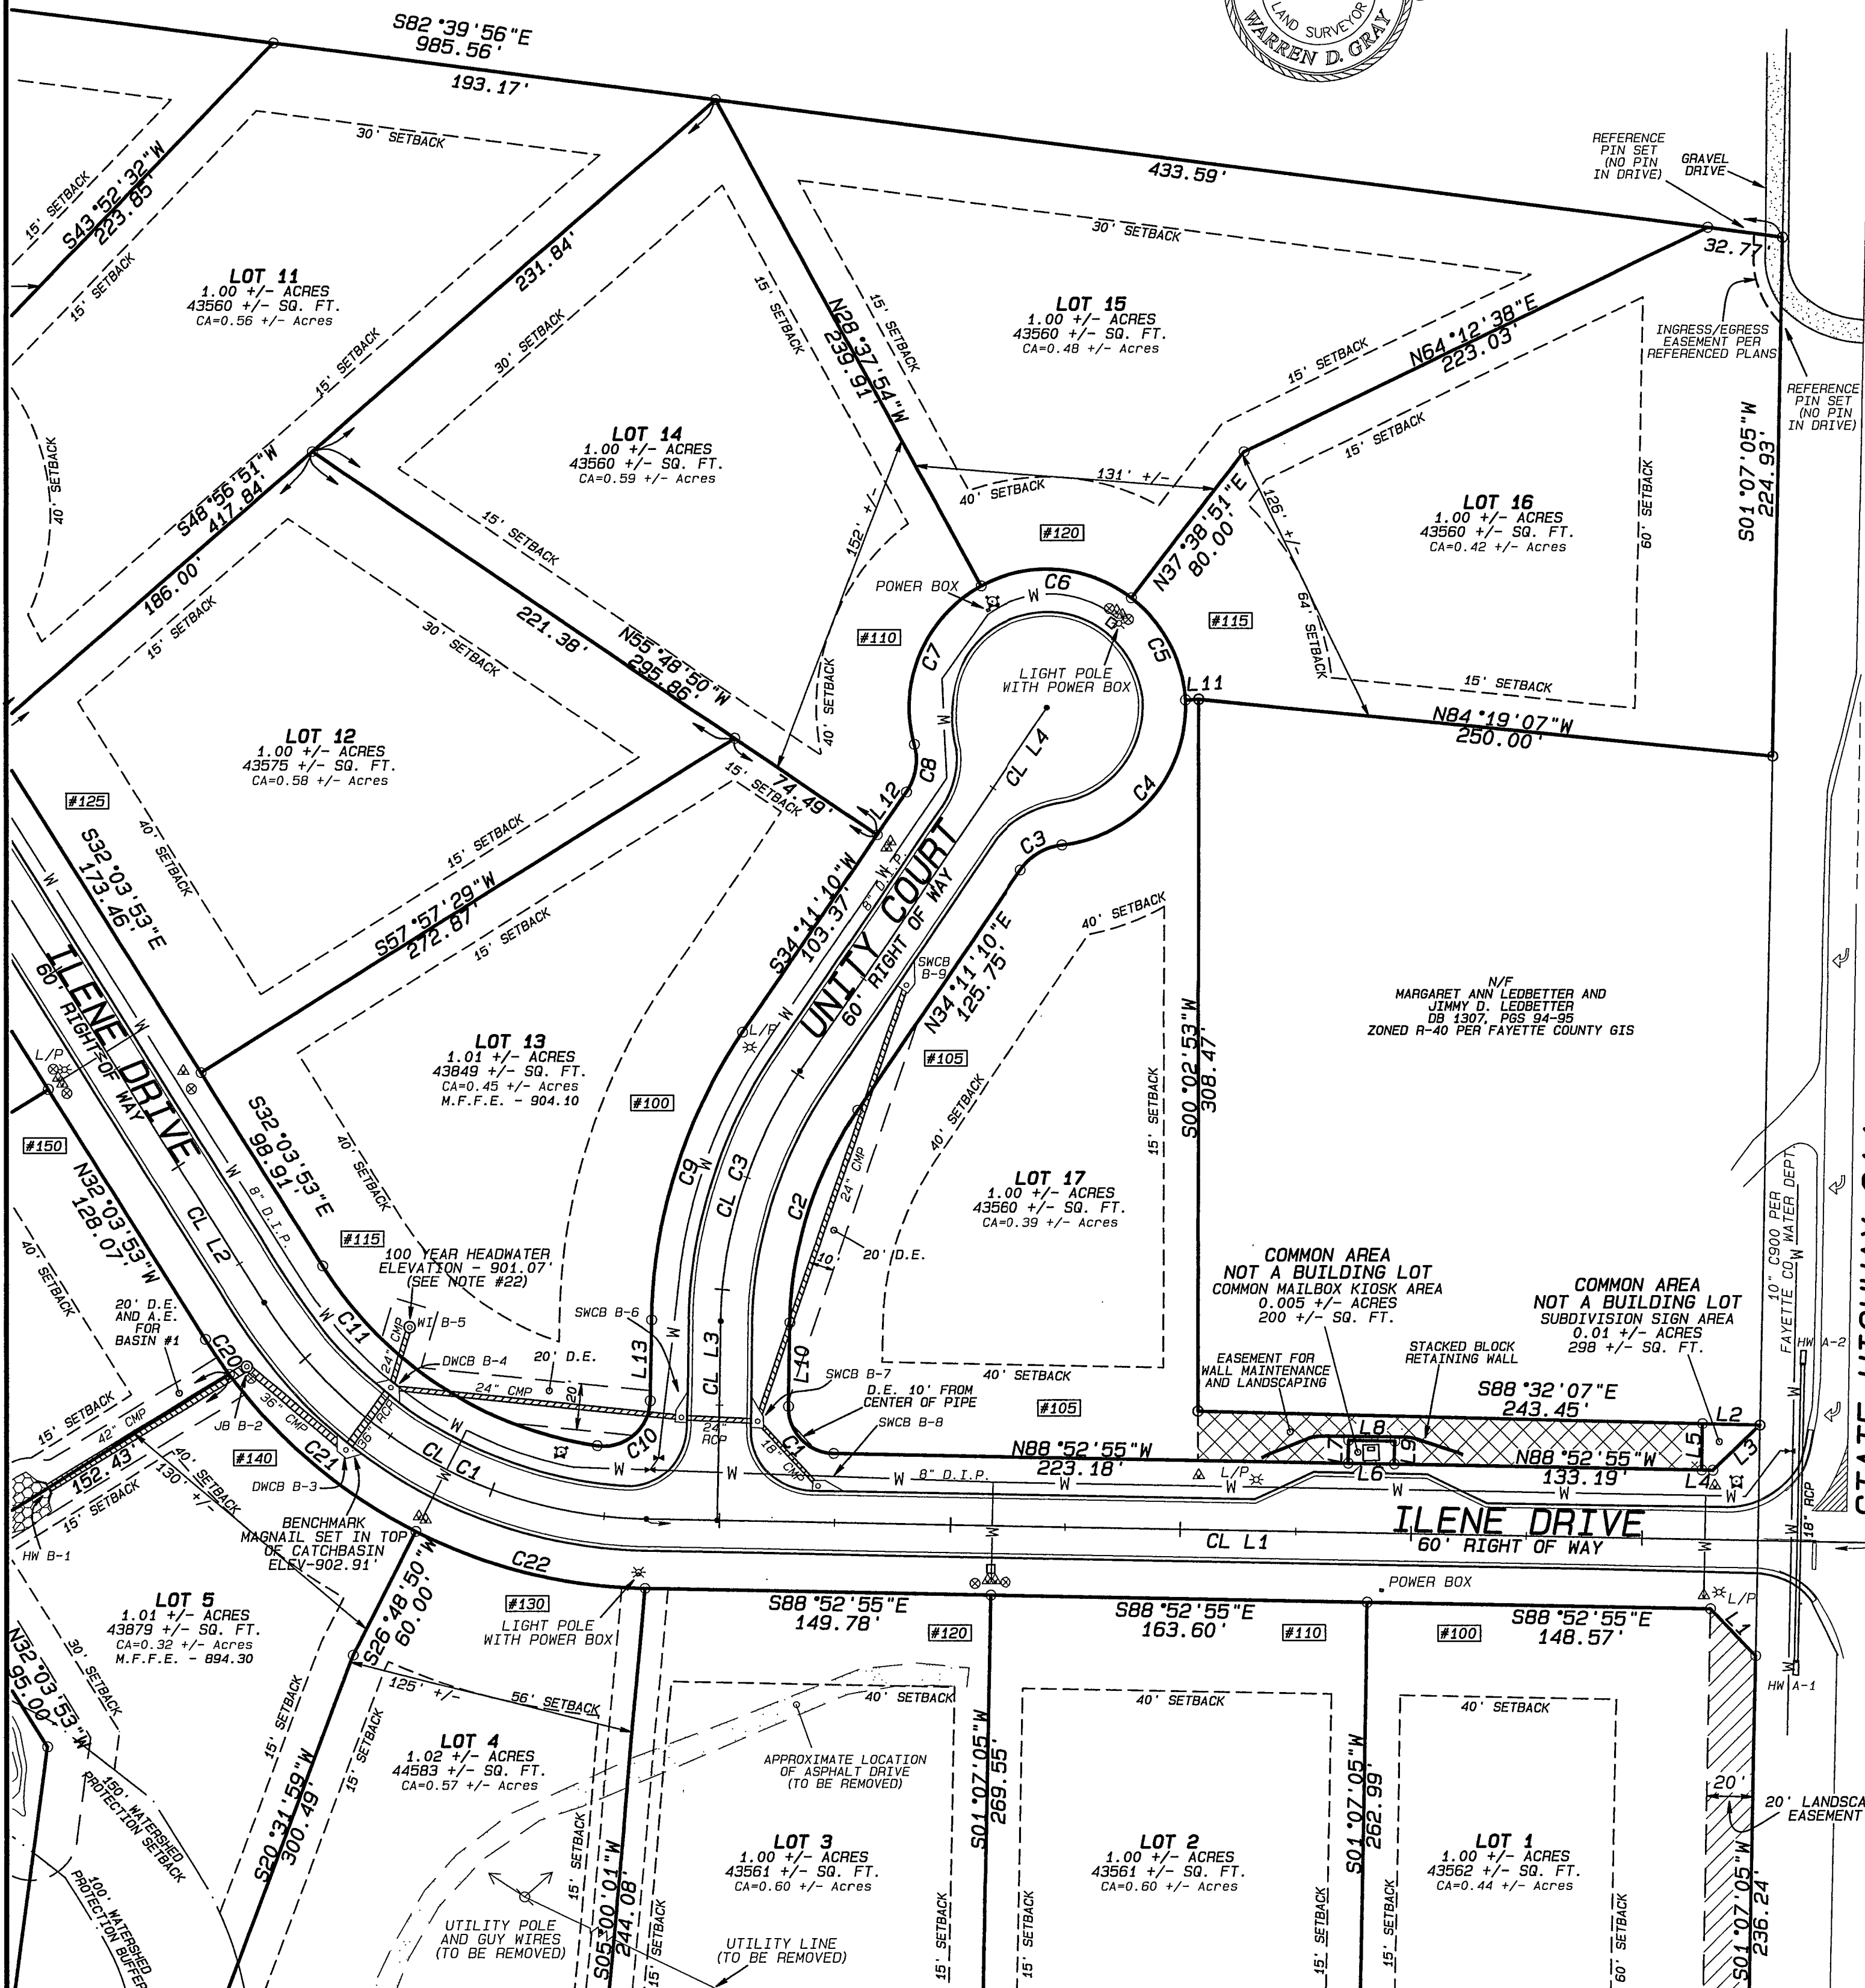 LAND SURVEYOR
WARREN D. GRAY
S82°39'56"E
985.56'
193.17'
433.59'
REFERENCE
PIN SET
(NO PIN
IN DRIVE)
GRAVEL
DRIVE
32.77'
INGRESS/EGRESS
EASEMENT PER
REFERENCED PLANS
REFERENCE
PIN SET
(NO PIN
IN DRIVE)
S43°52'32"W
223.85'
15' SETBACK
15' SETBACK
30' SETBACK
LOT 11
1.00 +/- ACRES
43560 +/- SQ. FT.
CA=0.56 +/- Acres
15' SETBACK
40' SETBACK
231.84'
30' SETBACK
15' SETBACK
LOT 14
1.00 +/- ACRES
43560 +/- SQ. FT.
CA=0.59 +/- Acres
15' SETBACK
40' SETBACK
152' +/-
N28°37'54"W
239.91'
15' SETBACK
30' SETBACK
LOT 15
1.00 +/- ACRES
43560 +/- SQ. FT.
CA=0.48 +/- Acres
15' SETBACK
40' SETBACK
131' +/-
#120
N64°12'38"E
223.03'
15' SETBACK
LOT 16
1.00 +/- ACRES
43560 +/- SQ. FT.
CA=0.42 +/- Acres
60' SETBACK
S01°07'05"W
224.93'
N37°38'51"E
80.00'
126' +/-
64' SETBACK
15' SETBACK
#115
N84°19'07"W
250.00'
L11
S48°56'51"W
417.84'
186.00'
15' SETBACK
30' SETBACK
221.38'
N55°48'50"W
295.86'
74.49'
POWER BOX
#110
C6
C5
C7
C8
C4
C3
W
W
LIGHT POLE
WITH POWER BOX
CL L4
L12
LOT 12
1.00 +/- ACRES
43575 +/- SQ. FT.
CA=0.58 +/- Acres
#125
40' SETBACK
15' SETBACK
S32°03'53"E
173.46'
S57°57'29"W
272.87'
15' SETBACK
15' SETBACK
S34°11'10"W
103.37'
8" D.I.P.
UNITY COURT
60' RIGHT OF WAY
SWCB
B-9
N34°11'10"E
125.75'
40' SETBACK
#105
ILENE DRIVE
60' RIGHT OF WAY
L/P
#150
LOT 13
1.01 +/- ACRES
43849 +/- SQ. FT.
CA=0.45 +/- Acres
M.F.F.E. - 904.10
L/P
#100
S32°03'53"E
98.91'
40' SETBACK
#115
C9
CL C3
C2
24" CMP
40' SETBACK
LOT 17
1.00 +/- ACRES
43560 +/- SQ. FT.
CA=0.39 +/- Acres
15' SETBACK
S00°02'53"W
308.47'
N/F
MARGARET ANN LEDBETTER AND
JIMMY D. LEDBETTER
DB 1307, PGS 94-95
ZONED R-40 PER FAYETTE COUNTY GIS
N32°03'53"W
128.07'
CL L2
8" D.I.P.
100 YEAR HEADWATER
ELEVATION - 901.07'
(SEE NOTE #22)
20' D.E.
10'
20' D.E.
AND A.E.
FOR
BASIN #1
40' SETBACK
C20
C11
WI B-5
24" CMP
DWCB B-4
20' D.E.
24" CMP
20'
SWCB B-6
L13
CL L3
L10
SWCB B-7
D.E. 10' FROM
CENTER OF PIPE
SWCB B-8
40' SETBACK
#105
EASEMENT FOR
WALL MAINTENANCE
AND LANDSCAPING
COMMON AREA
NOT A BUILDING LOT
COMMON MAILBOX KIOSK AREA
0.005 +/- ACRES
200 +/- SQ. FT.
STACKED BLOCK
RETAINING WALL
COMMON AREA
NOT A BUILDING LOT
SUBDIVISION SIGN AREA
0.01 +/- ACRES
298 +/- SQ. FT.
S88°32'07"E
243.45'
L2
L3
L4
L5
L6
L7
L8
L9
10" C900 PER
FAYETTE CO. WATER DEPT.
HW A-2
15' SETBACK
42" CMP
JB B-2
36" CMP
36" RCP
C10
24"
RCP
18" CMP
C1
N88°52'55"W
223.18'
N88°52'55"W
133.19'
8" D.I.P.
L/P
152.43'
15' SETBACK
40' SETBACK
130' +/-
#140
C21
CL C1
DWCB B-3
HW B-1
BENCHMARK
MAGNAIL SET IN TOP
OF CATCHBASIN
ELEV-902.91'
ILENE DRIVE
CL L1
60' RIGHT OF WAY
18" RCP
C22
POWER BOX
L/P
L1
LOT 5
1.01 +/- ACRES
43879 +/- SQ. FT.
CA=0.32 +/- Acres
M.F.F.E. - 894.30
S26°48'50"W
60.00'
#130
LIGHT POLE
WITH POWER BOX
S88°52'55"E
149.78'
#120
S88°52'55"E
163.60'
#110
#100
S88°52'55"E
148.57'
HW A-1
N32°03'53"W
95.00'
30' SETBACK
15' SETBACK
15' SETBACK
125' +/-
56' SETBACK
40' SETBACK
40' SETBACK
40' SETBACK
LOT 4
1.02 +/- ACRES
44583 +/- SQ. FT.
CA=0.57 +/- Acres
APPROXIMATE LOCATION
OF ASPHALT DRIVE
(TO BE REMOVED)
S01°07'05"W
269.55'
S01°07'05"W
262.99'
20'
20' LANDSCA
EASEMENT
150' WATERSHED
PROTECTION SETBACK
100' WATERSHED
PROTECTION BUFFER
S20°31'59"W
300.49'
15' SETBACK
S05°00'01"W
244.08'
15' SETBACK
LOT 3
1.00 +/- ACRES
43561 +/- SQ. FT.
CA=0.60 +/- Acres
15' SETBACK
15' SETBACK
LOT 2
1.00 +/- ACRES
43561 +/- SQ. FT.
CA=0.60 +/- Acres
15' SETBACK
15' SETBACK
LOT 1
1.00 +/- ACRES
43562 +/- SQ. FT.
CA=0.44 +/- Acres
60' SETBACK
S01°07'05"W
236.24'
UTILITY POLE
AND GUY WIRES
(TO BE REMOVED)
UTILITY LINE
(TO BE REMOVED)